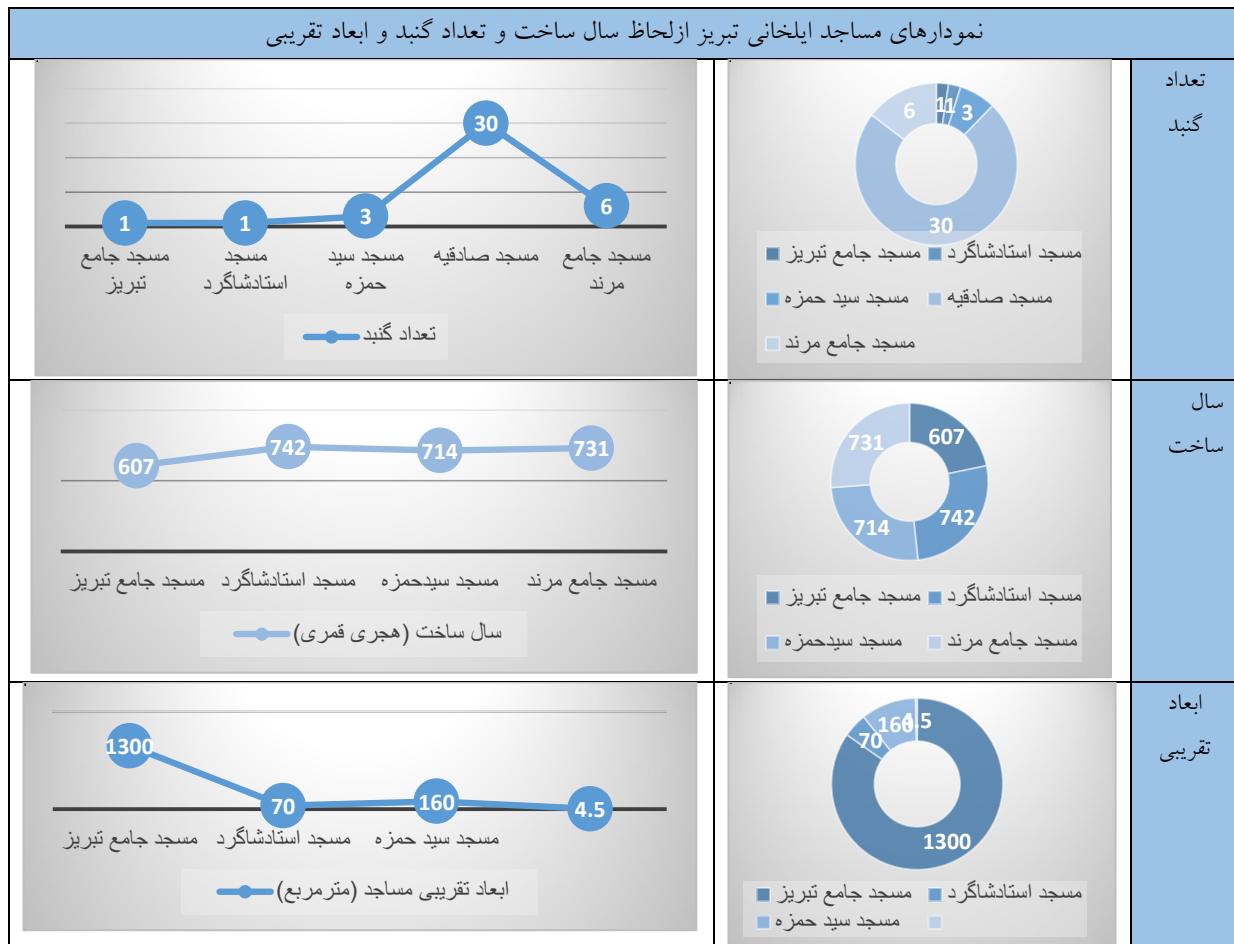 نمودارهای مساجد ایلخانی تبریز ازلحاظ سال ساخت و تعداد گنبد و ابعاد تقریبی
تعداد
گنبد
1
1
3
30
6
مسجد جامع تبریز
مسجد استادشاگرد
مسجد سید حمزه
مسجد صادقیه
مسجد جامع مرند
1
1
3
30
6
مسجد جامع
تبریز
مسجد
استادشاگرد
مسجد سید
حمزه
مسجد صادقیه
مسجد جامع
مرند
تعداد گنبد
سال
ساخت
607
742
714
731
مسجد جامع تبریز
مسجد استادشاگرد
مسجد سیدحمزه
مسجد جامع مرند
607
742
714
731
مسجد جامع تبریز
مسجد استادشاگرد
مسجد سیدحمزه
مسجد جامع مرند
سال ساخت (هجری قمری)
ابعاد
تقریبی
1300
70
160
4.5
مسجد جامع تبریز
مسجد استادشاگرد
مسجد سید حمزه
1300
70
160
4.5
مسجد جامع تبریز
مسجد استادشاگرد
مسجد سید حمزه
ابعاد تقریبی مساجد (مترمربع)